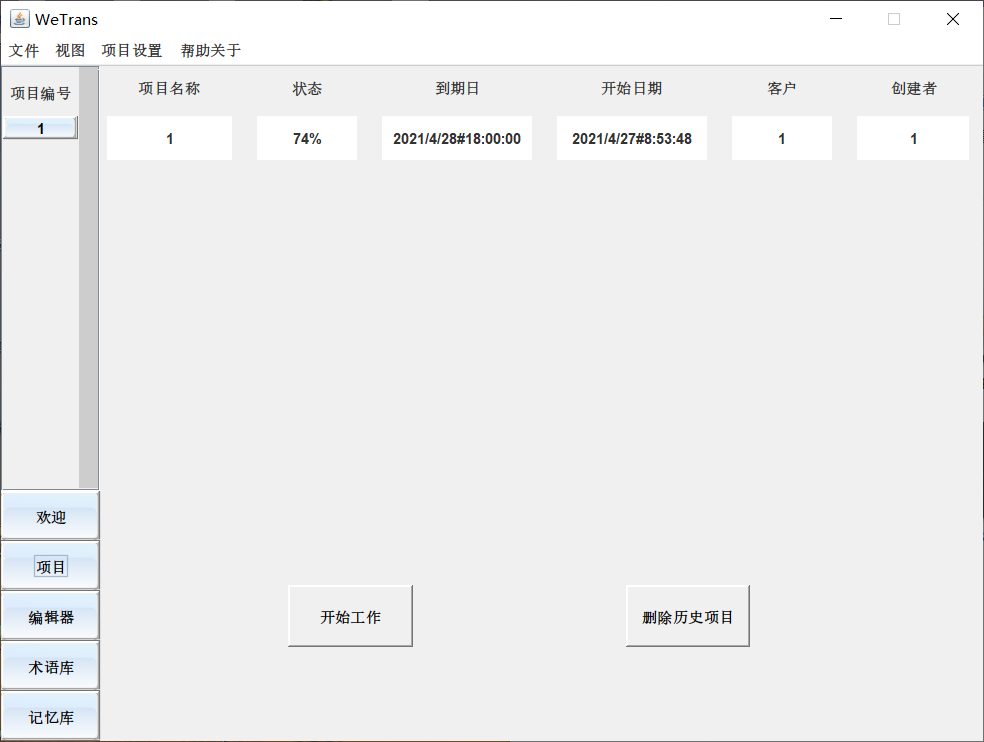 WeTrans
文件 视图 项目设置 帮助关于
项目编号 项目名称 状态 到期日 开始日期 客户 创建者
1 1 74% 2021/4/28#18:00:00 2021/4/27#8:53:48 1 1
欢迎
项目
编辑器
开始工作 删除历史项目
术语库
记忆库